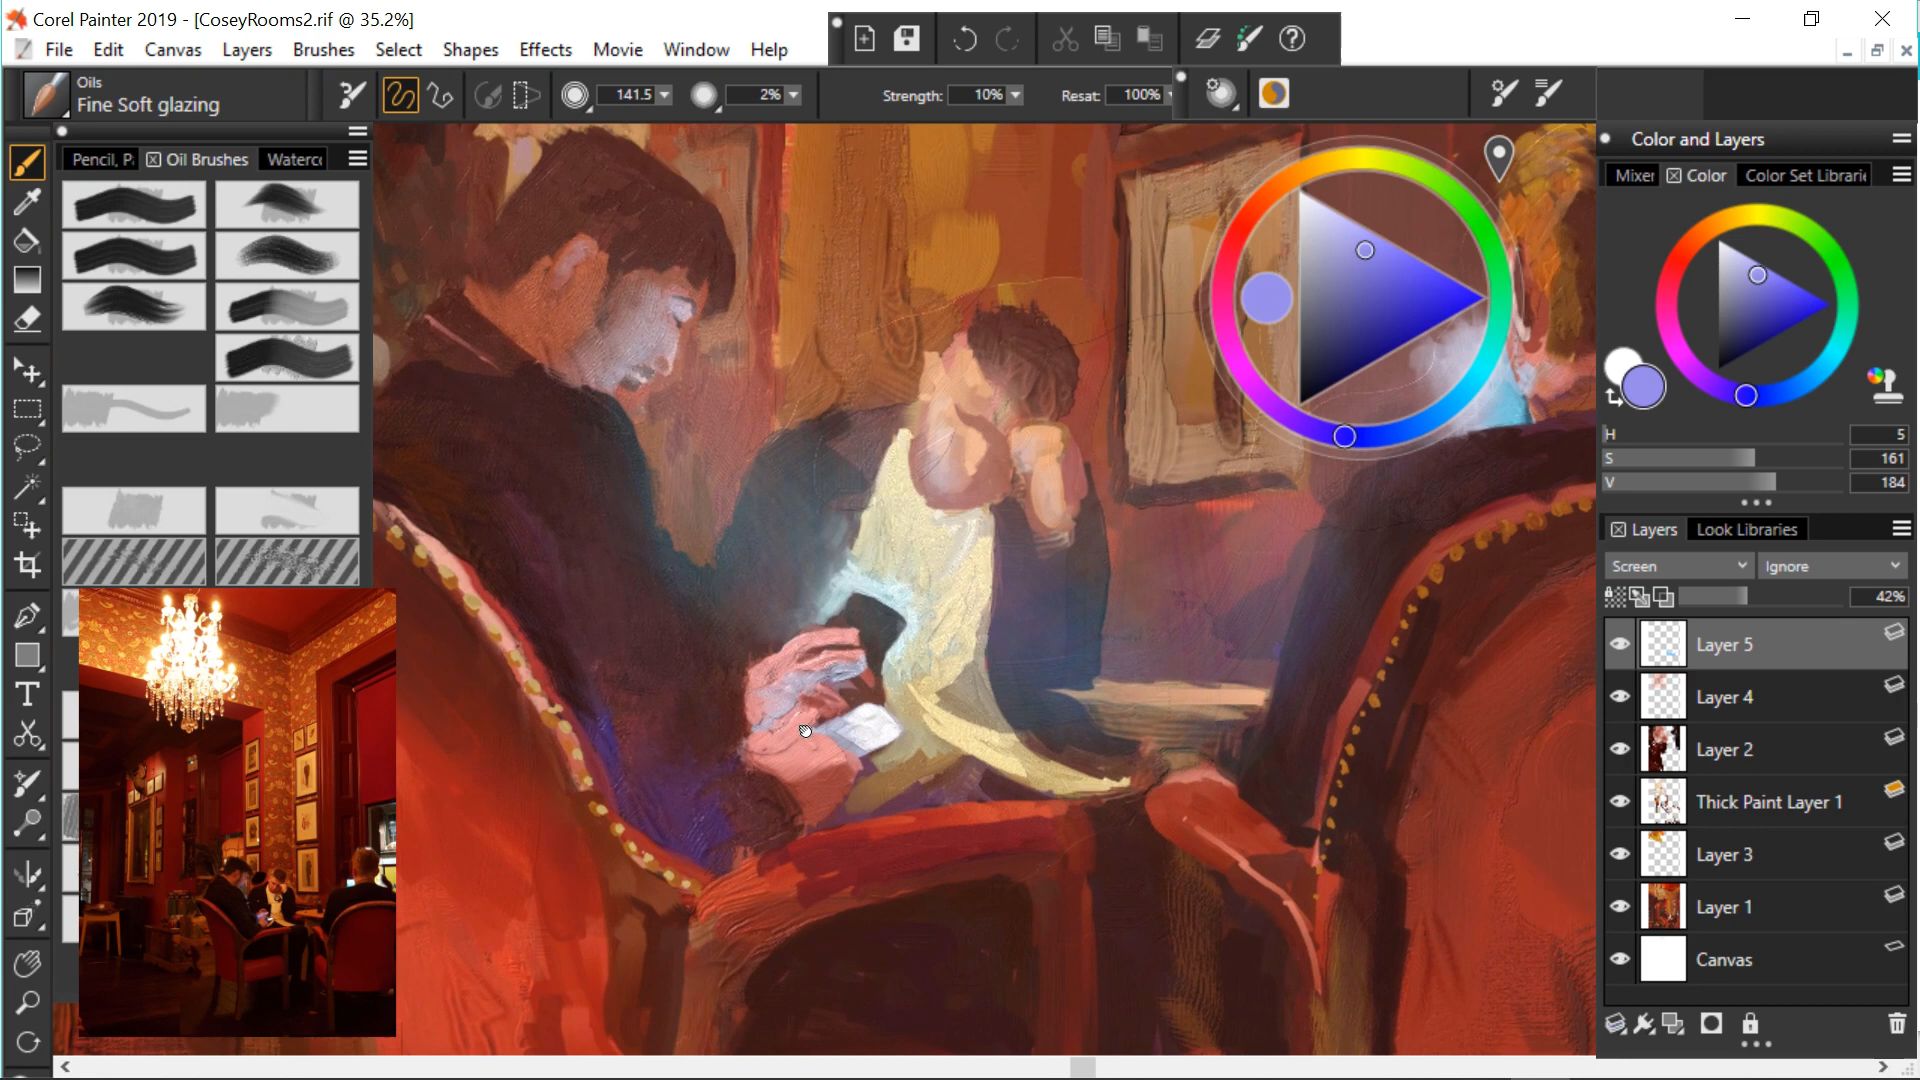 Corel Painter 2019 - [CoseyRooms2.rif @ 35.2%]
File Edit Canvas Layers Brushes Select Shapes Effects Movie Window Help
Oils
Fine Soft glazing
141.5
2%
Strength: 10%
Resat: 100%
Pencil, P
Oil Brushes
Waterco
Color and Layers
Mixer
Color
Color Set Librari
H 5
S 161
V 184
Layers
Look Libraries
Screen
Ignore
42%
Layer 5
Layer 4
Layer 2
Thick Paint Layer 1
Layer 3
Layer 1
Canvas
T